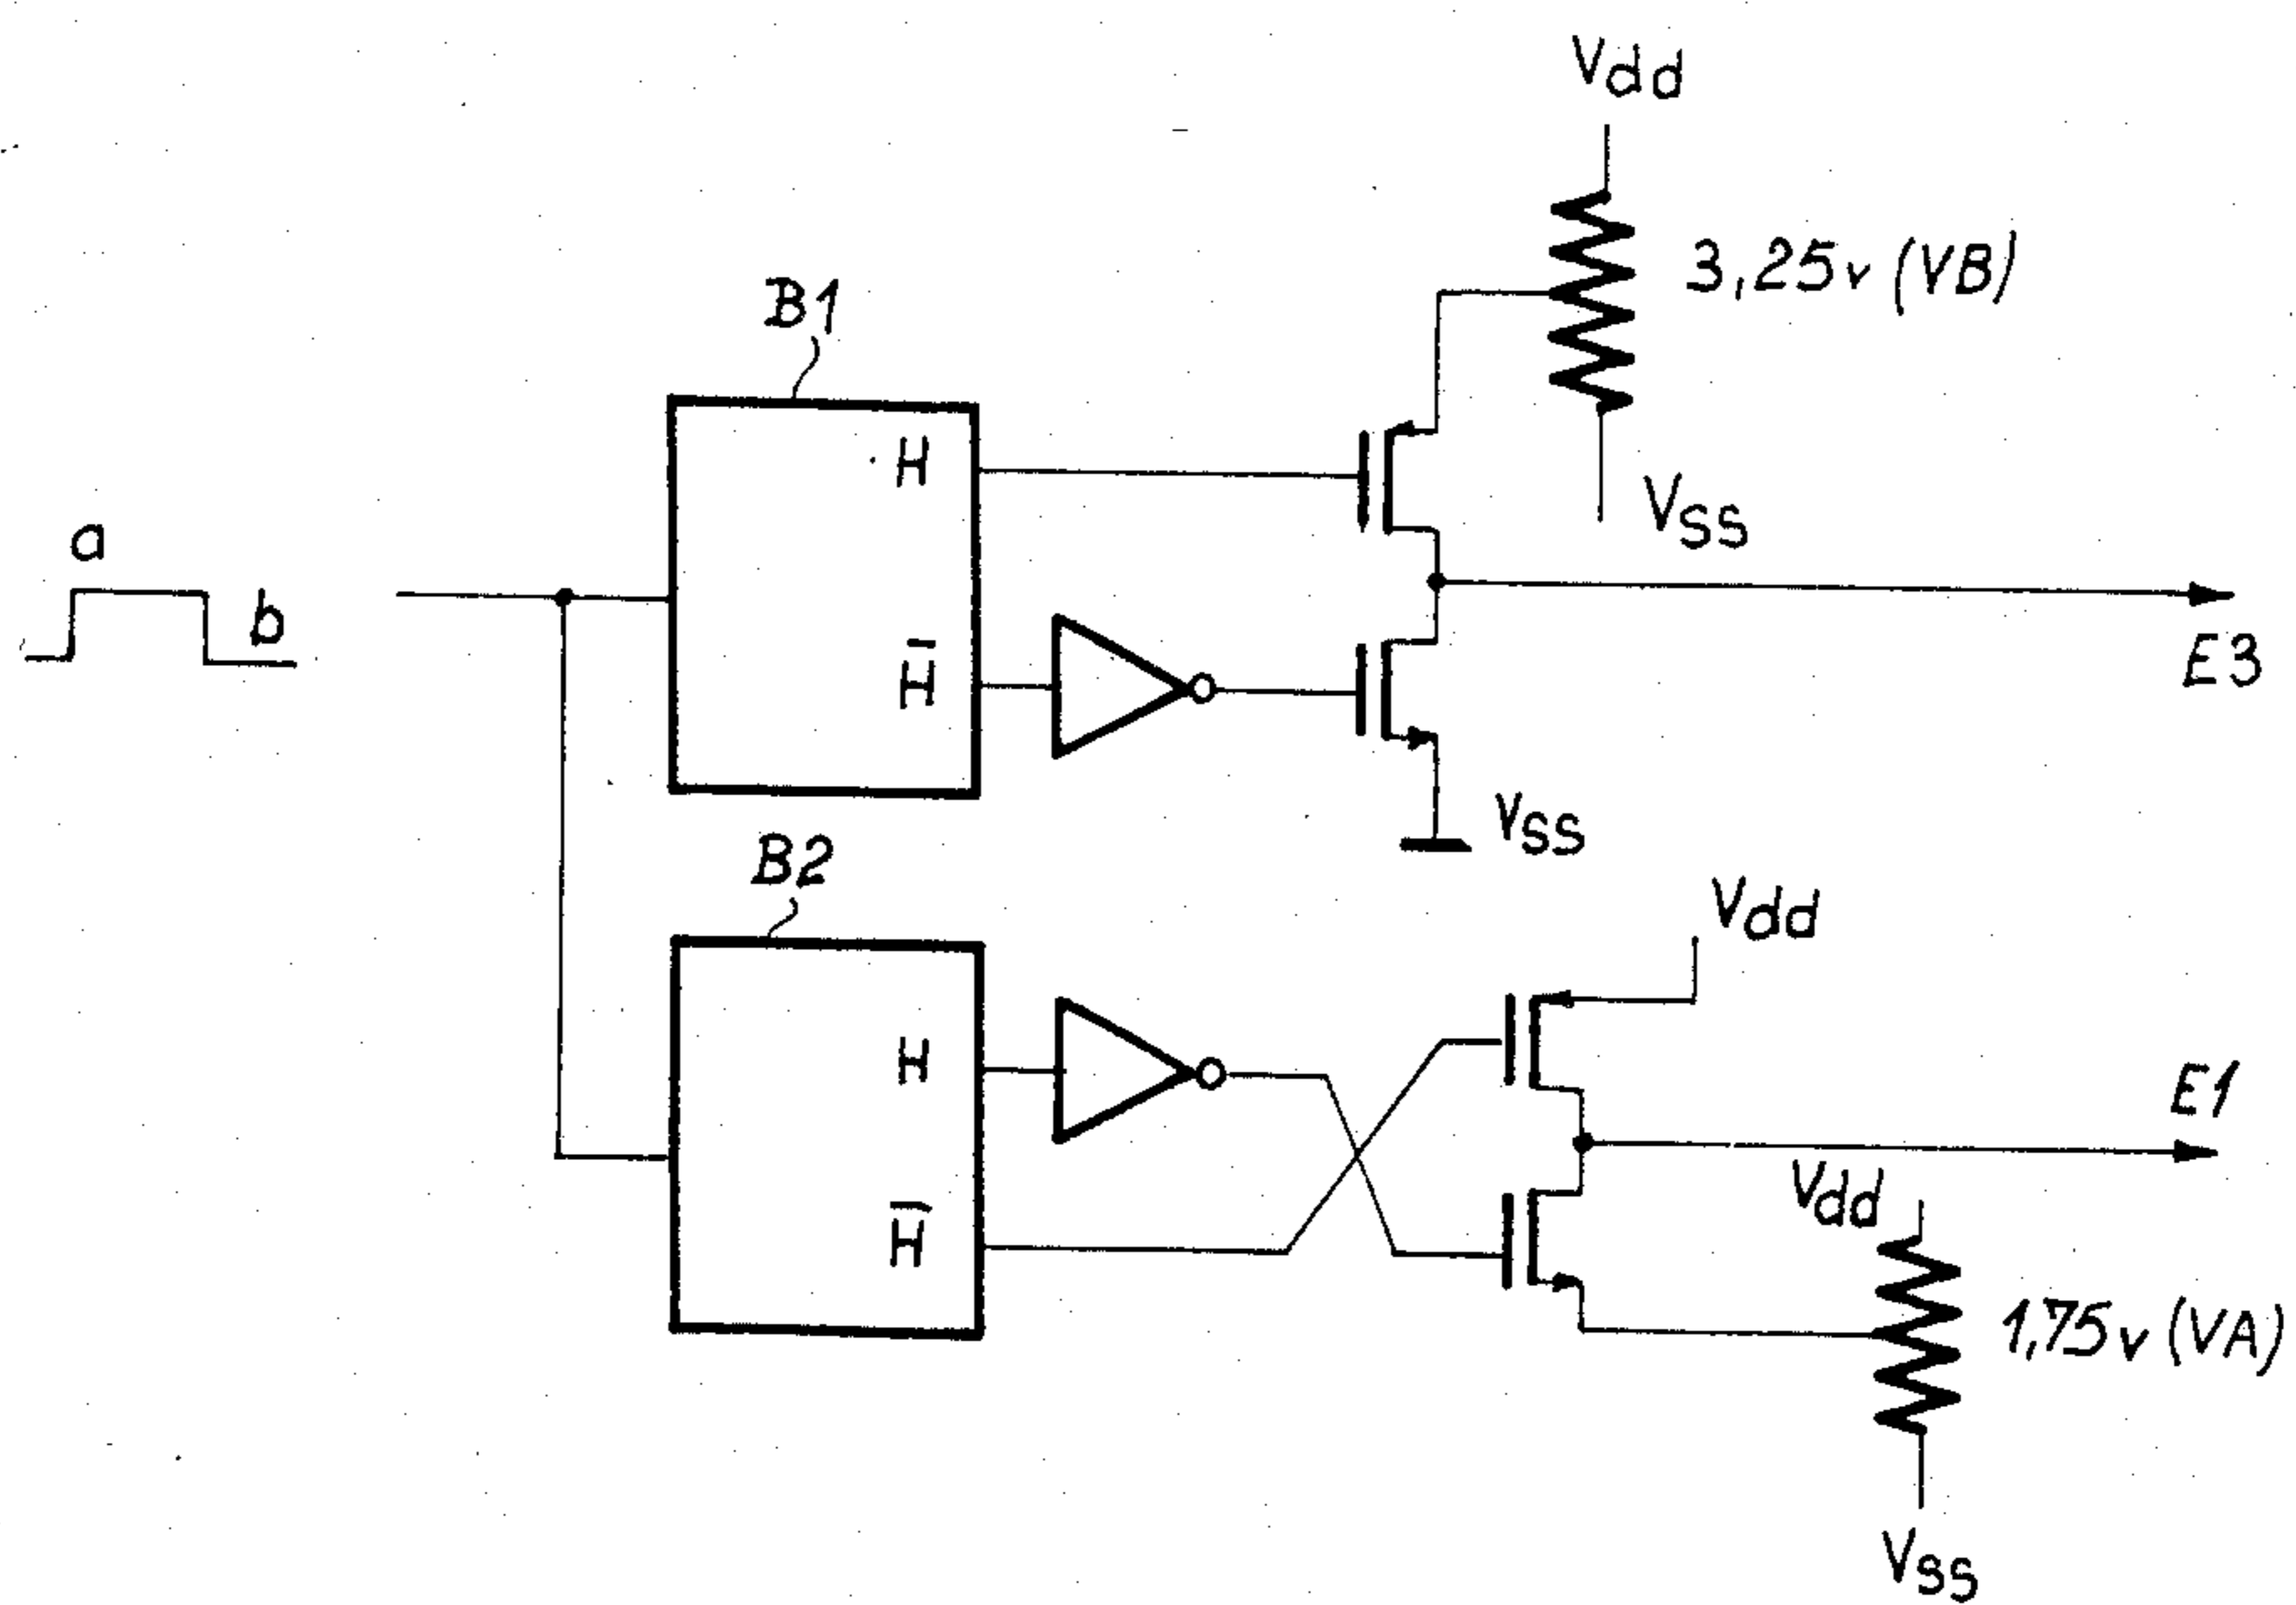 Vdd
3,25v (VB)
B1
H
a
b
VSS
H̅
E3
VSS
B2
Vdd
H
E1
Vdd
H̅
1,75v (VA)
VSS